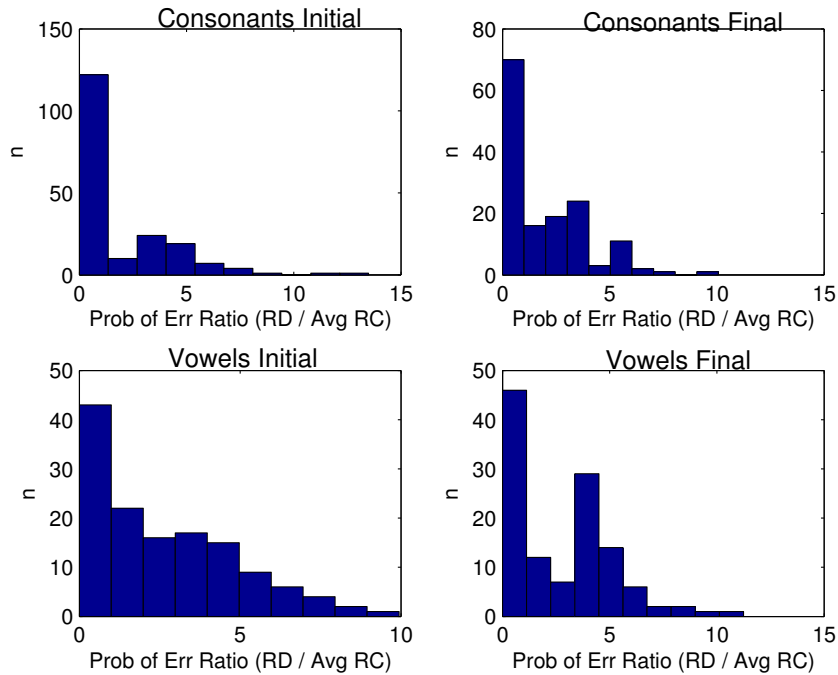 Consonants Initial
150
100
50
0
n
0 5 10 15
Prob of Err Ratio (RD / Avg RC)
Consonants Final
80
60
40
20
0
n
0 5 10 15
Prob of Err Ratio (RD / Avg RC)
Vowels Initial
50
40
30
20
10
0
n
0 5 10
Prob of Err Ratio (RD / Avg RC)
Vowels Final
50
40
30
20
10
0
n
0 5 10 15
Prob of Err Ratio (RD / Avg RC)